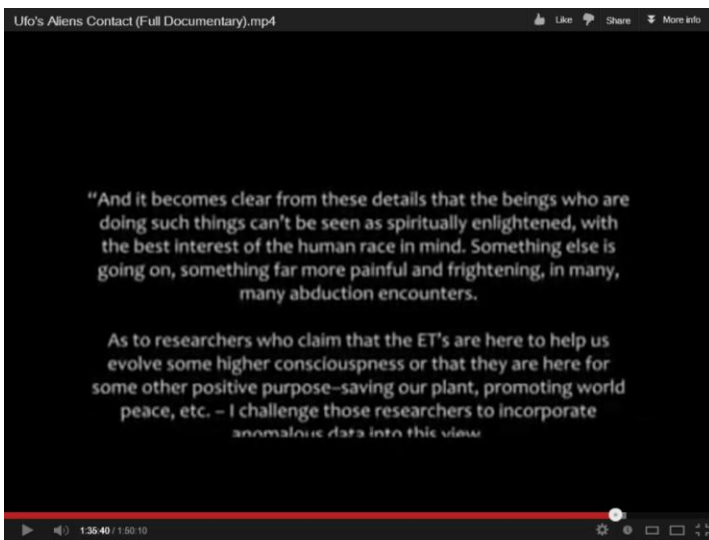 Ufo's Aliens Contact (Full Documentary).mp4
Like
Share
More info
“And it becomes clear from these details that the beings who are
doing such things can't be seen as spiritually enlightened, with
the best interest of the human race in mind. Something else is
going on, something far more painful and frightening, in many,
many abduction encounters.
As to researchers who claim that the ET's are here to help us
evolve some higher consciouspness or that they are here for
some other positive purpose–saving our plant, promoting world
peace, etc. – I challenge those researchers to incorporate
anomalous data into this view
1:35:40 / 1:50:10